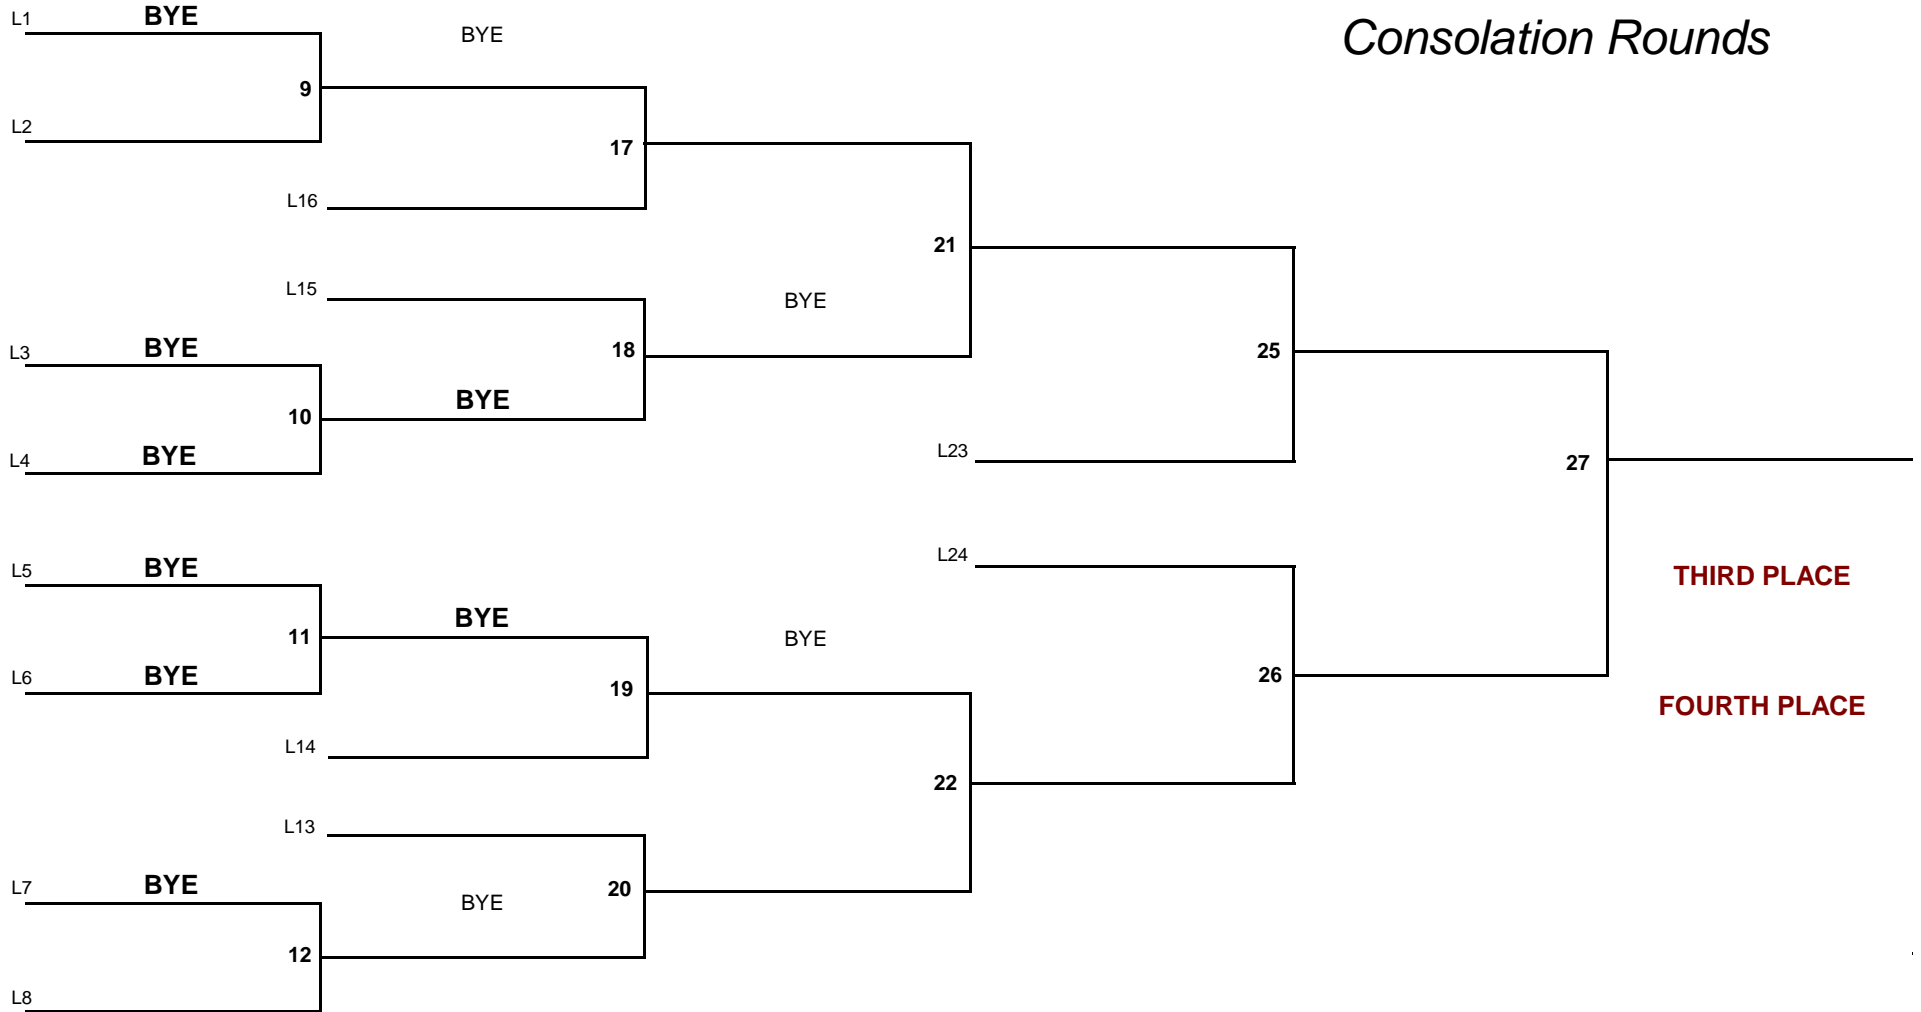 L1 BYE
BYE
Consolation Rounds
9
L2
17
L16
21
L15
BYE
L3 BYE
18
25
BYE
10
L4 BYE
L23
27
L24
L5 BYE
THIRD PLACE
BYE
11
BYE
L6 BYE
26
19
FOURTH PLACE
L14
22
L13
L7 BYE
20
BYE
12
L8